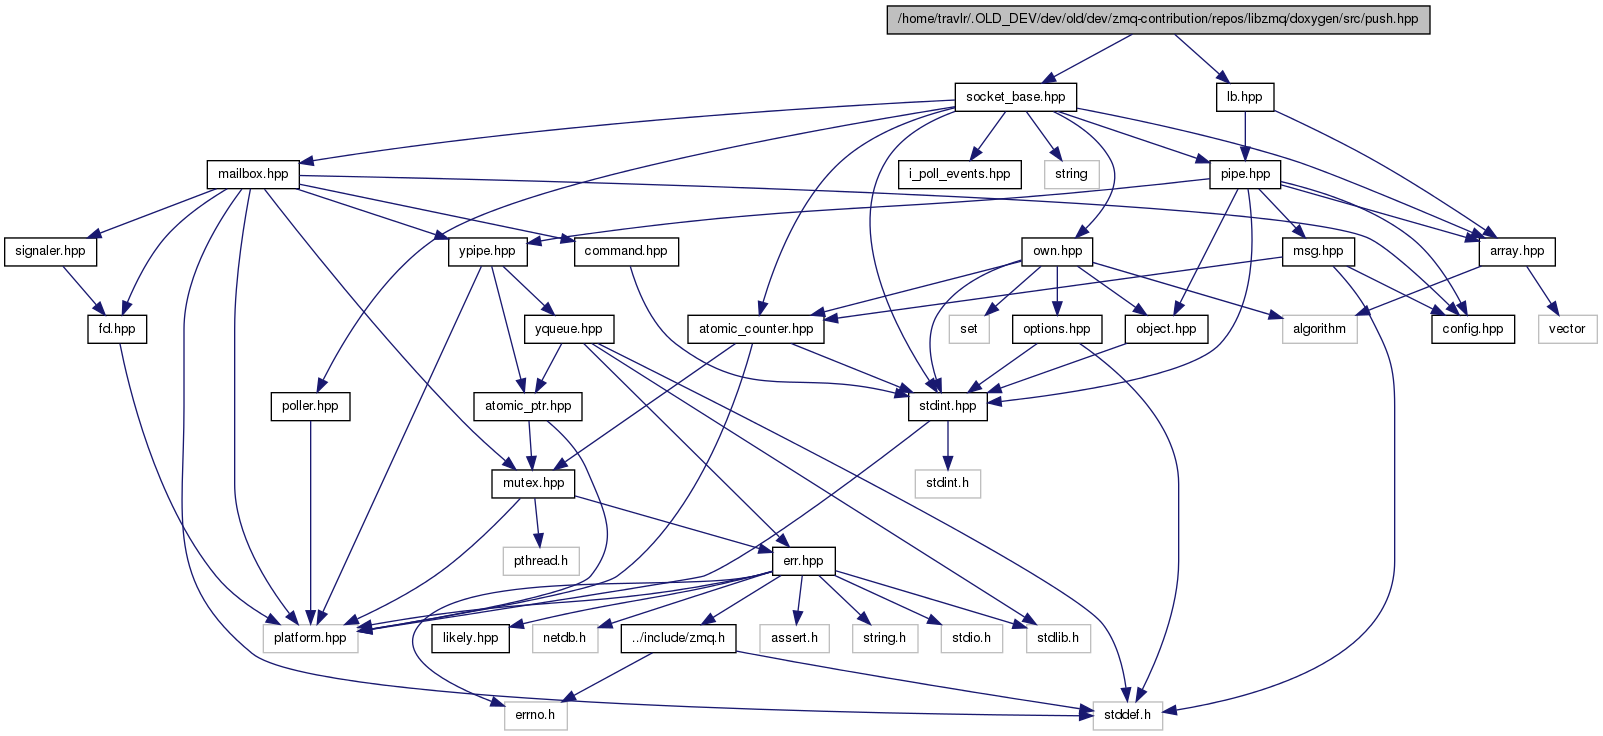 /home/travlr/.OLD_DEV/dev/old/dev/zmq-contribution/repos/libzmq/doxygen/src/push.hpp
socket_base.hpp
lb.hpp
mailbox.hpp
i_poll_events.hpp
string
pipe.hpp
signaler.hpp
ypipe.hpp
command.hpp
own.hpp
msg.hpp
array.hpp
fd.hpp
yqueue.hpp
atomic_counter.hpp
set
options.hpp
object.hpp
algorithm
config.hpp
vector
poller.hpp
atomic_ptr.hpp
stdint.hpp
mutex.hpp
stdint.h
pthread.h
err.hpp
platform.hpp
likely.hpp
netdb.h
../include/zmq.h
assert.h
string.h
stdio.h
stdlib.h
errno.h
stddef.h